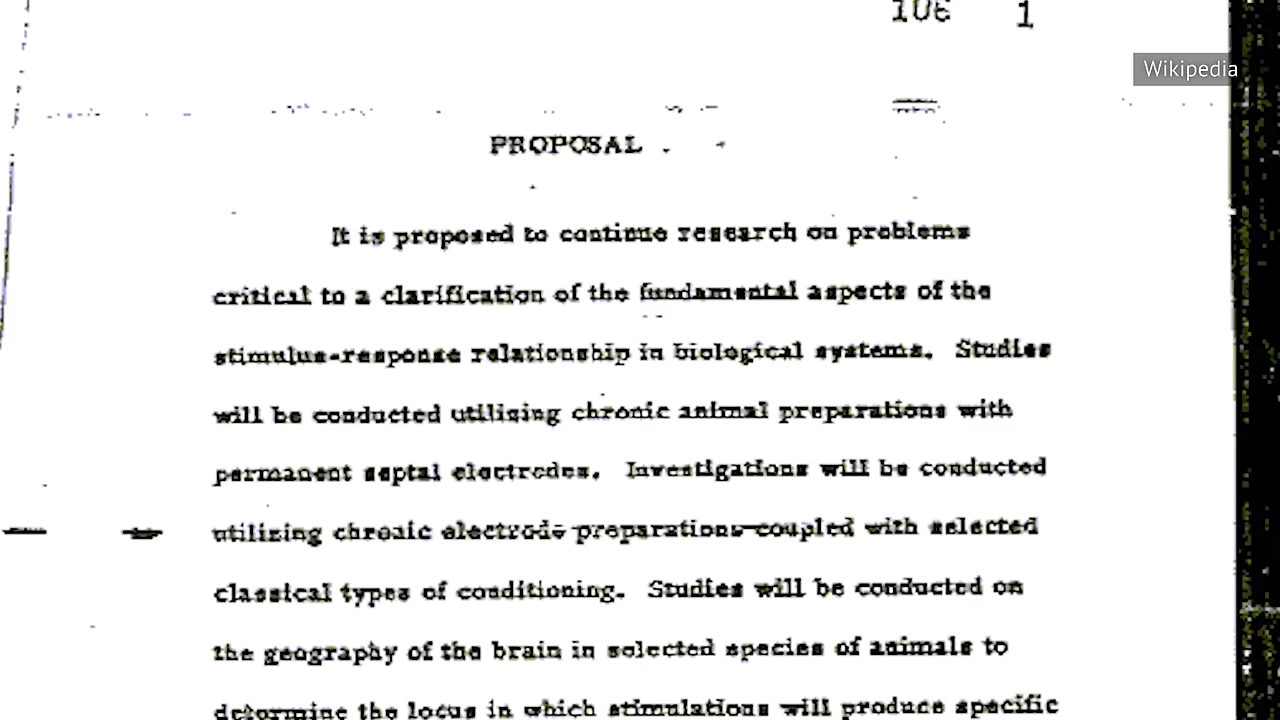 106 1
Wikipedia
PROPOSAL
It is proposed to continue research on problems
critical to a clarification of the fundamental aspects of the
stimulus-response relationship in biological systems. Studies
will be conducted utilizing chronic animal preparations with
permanent septal electrodes. Investigations will be conducted
utilizing chronic electrode preparations coupled with selected
classical types of conditioning. Studies will be conducted on
the geography of the brain in selected species of animals to
determine the locus in which stimulations will produce specific